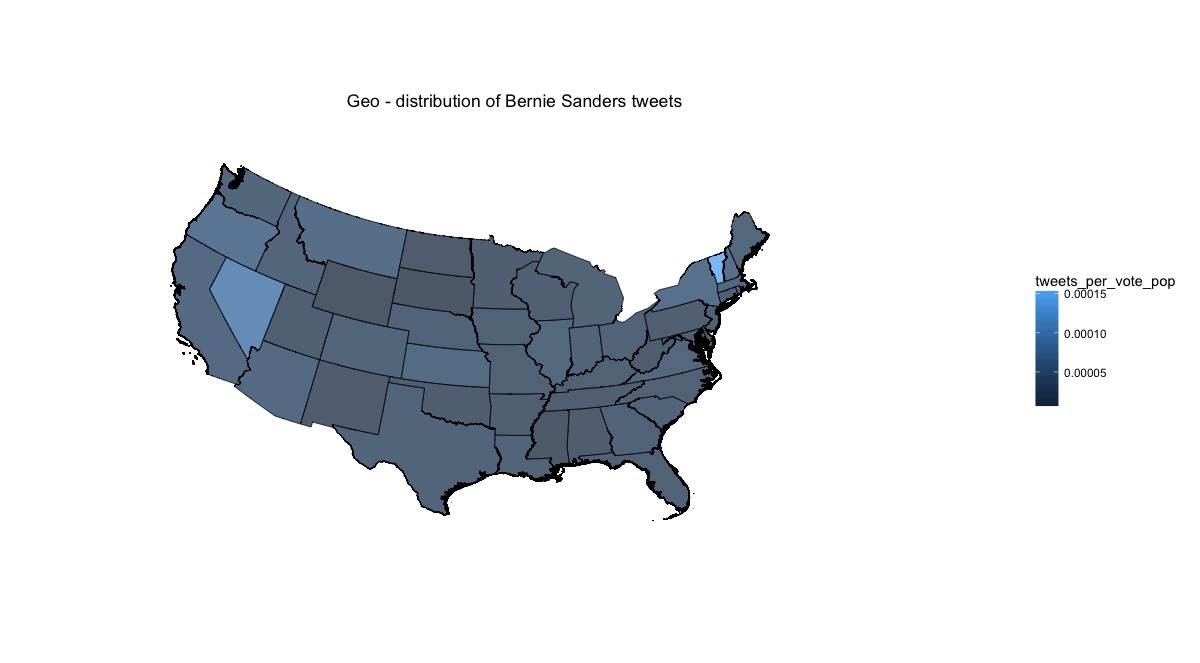 Geo - distribution of Bernie Sanders tweets
tweets_per_vote_pop
0.00015
0.00010
0.00005